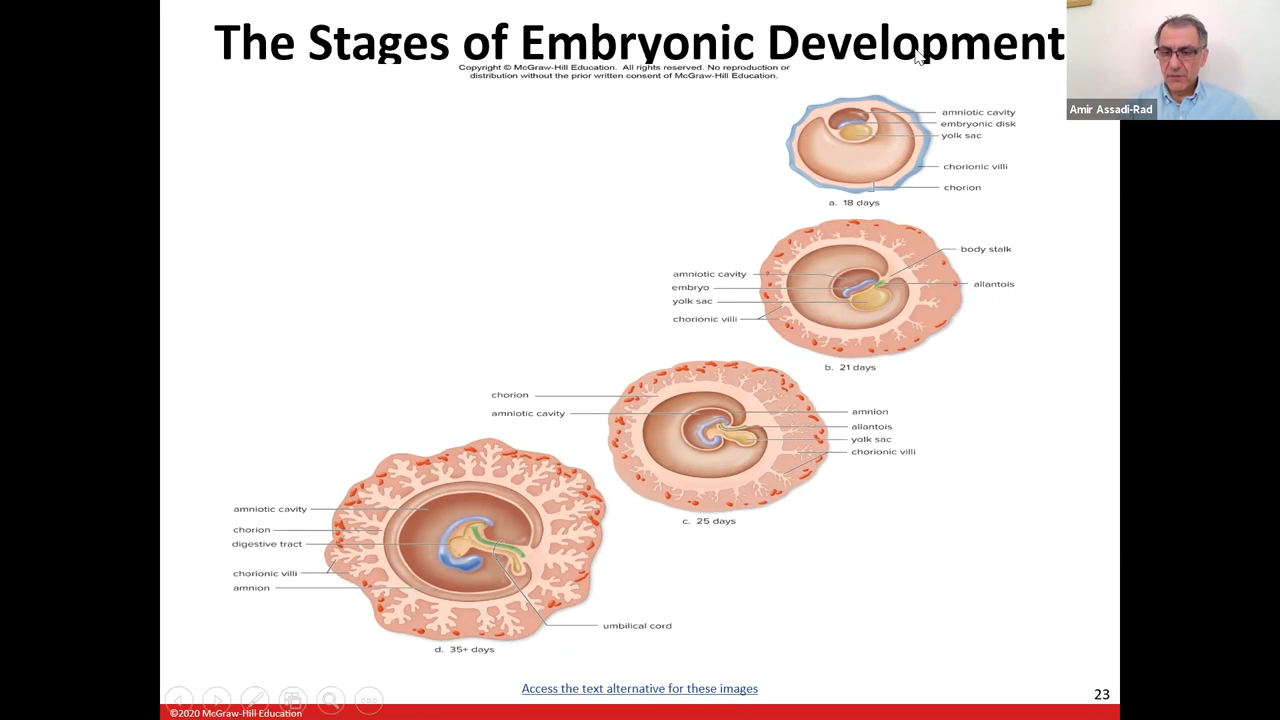 The Stages of Embryonic Development
Copyright © McGraw-Hill Education. All rights reserved. No reproduction or
distribution without the prior written consent of McGraw-Hill Education.
Amir Assadi-Rad
amniotic cavity
embryonic disk
yolk sac
chorionic villi
chorion
a. 18 days
body stalk
amniotic cavity
allantois
embryo
yolk sac
chorionic villi
b. 21 days
chorion
amniotic cavity
amnion
allantois
yolk sac
chorionic villi
c. 25 days
amniotic cavity
chorion
digestive tract
chorionic villi
amnion
umbilical cord
d. 35+ days
Access the text alternative for these images
23
©2020 McGraw-Hill Education